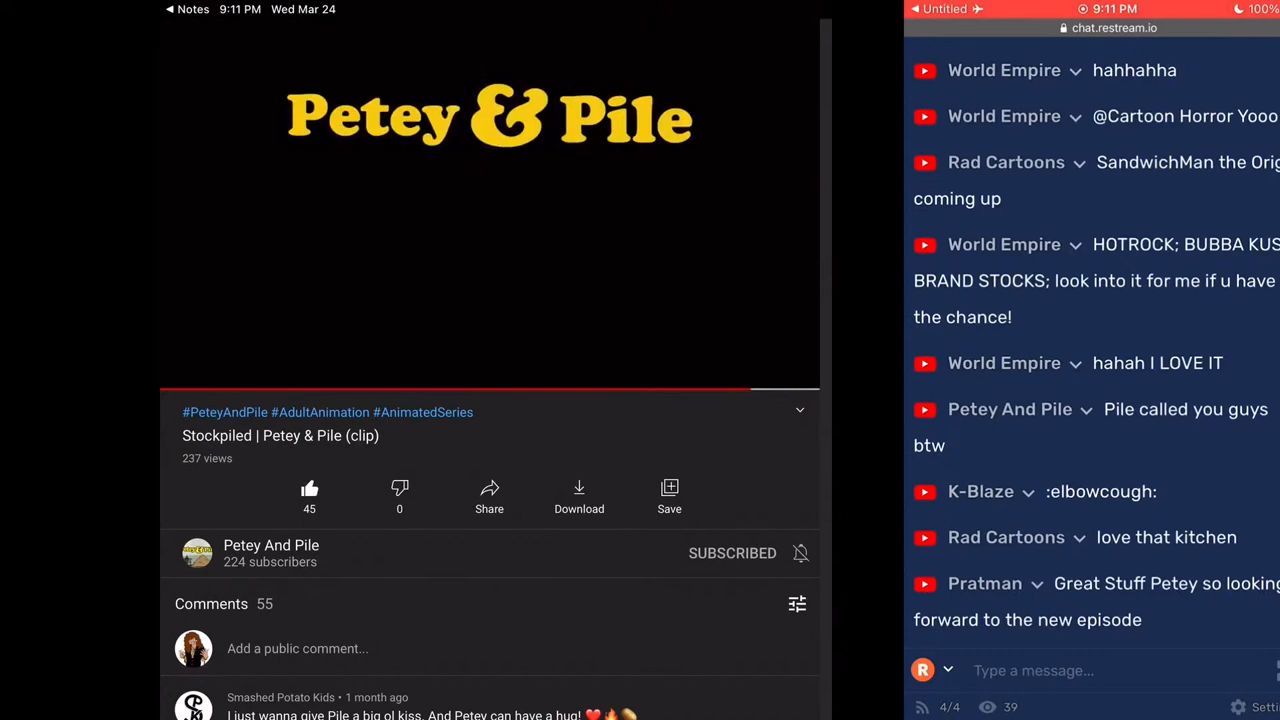 Notes 9:11 PM Wed Mar 24
Petey & Pile
#PeteyAndPile #AdultAnimation #AnimatedSeries
Stockpiled | Petey & Pile (clip)
237 views
45
0
Share
Download
Save
Petey And Pile
224 subscribers
SUBSCRIBED
Comments 55
Add a public comment...
Smashed Potato Kids • 1 month ago
I just wanna give Pile a big ol kiss. And Petey can have a hug! ❤️🔥🥔
Untitled 9:11 PM 100%
chat.restream.io
World Empire hahhahha
World Empire @Cartoon Horror Yooo
Rad Cartoons SandwichMan the Orig
coming up
World Empire HOTROCK; BUBBA KUS
BRAND STOCKS; look into it for me if u have
the chance!
World Empire hahah I LOVE IT
Petey And Pile Pile called you guys
btw
K-Blaze :elbowcough:
Rad Cartoons love that kitchen
Pratman Great Stuff Petey so looking
forward to the new episode
R Type a message...
4/4 39 Setti